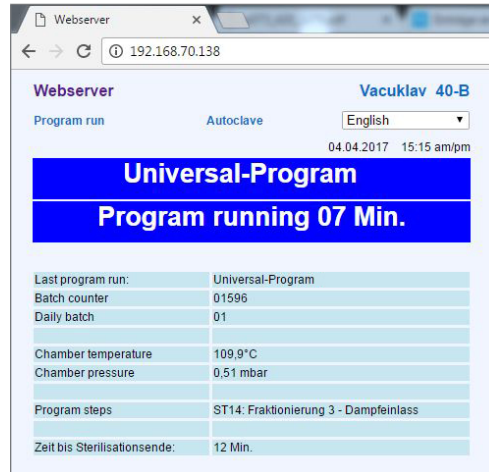 Webserver
192.168.70.138
Webserver Vacuklav 40-B
Program run Autoclave English
04.04.2017 15:15 am/pm
Universal-Program
Program running 07 Min.
Last program run: Universal-Program
Batch counter 01596
Daily batch 01
Chamber temperature 109,9°C
Chamber pressure 0,51 mbar
Program steps ST14: Fraktionierung 3 - Dampfeinlass
Zeit bis Sterilisationsende: 12 Min.